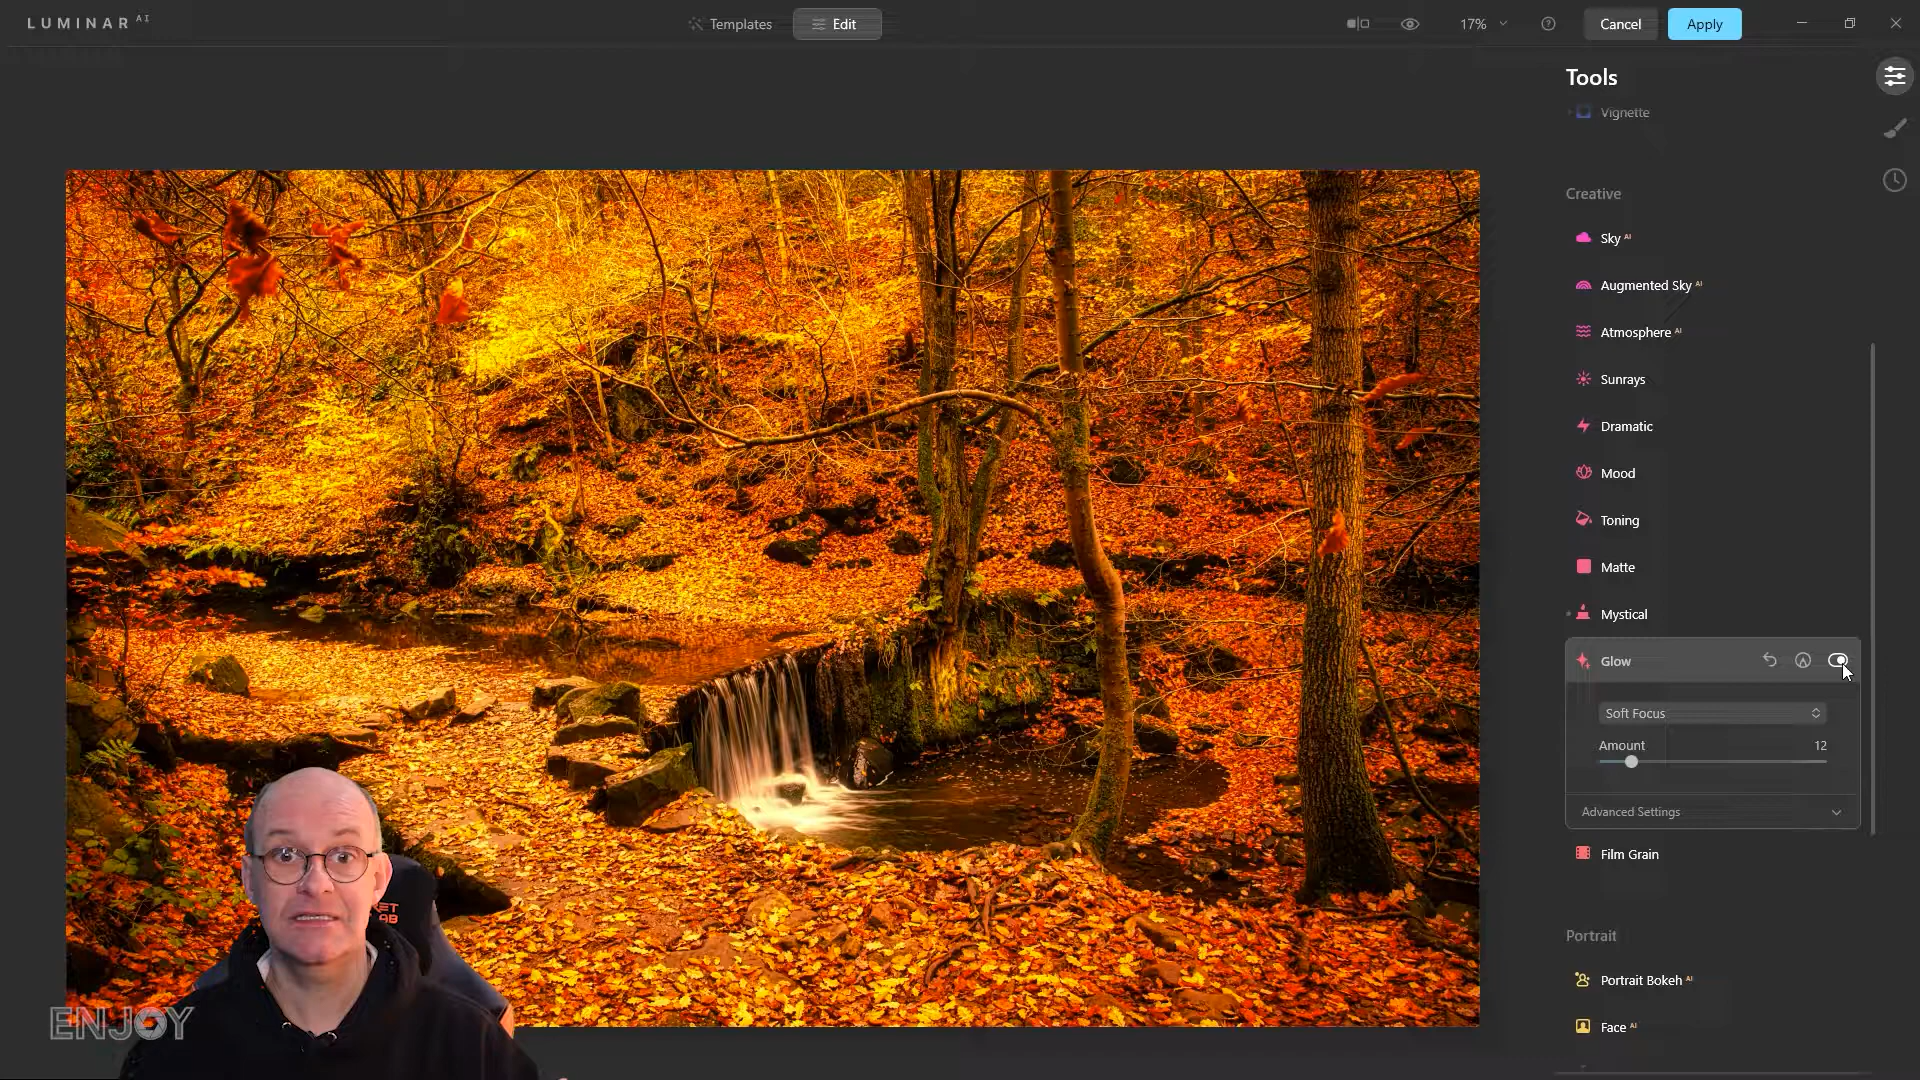 LUMINAR AI
Templates
Edit
17%
Cancel
Apply
Tools
Vignette
Creative
Sky AI
Augmented Sky AI
Atmosphere AI
Sunrays
Dramatic
Mood
Toning
Matte
Mystical
Glow
Soft Focus
Amount 12
Advanced Settings
Film Grain
Portrait
Portrait Bokeh AI
Face AI
ENJOY